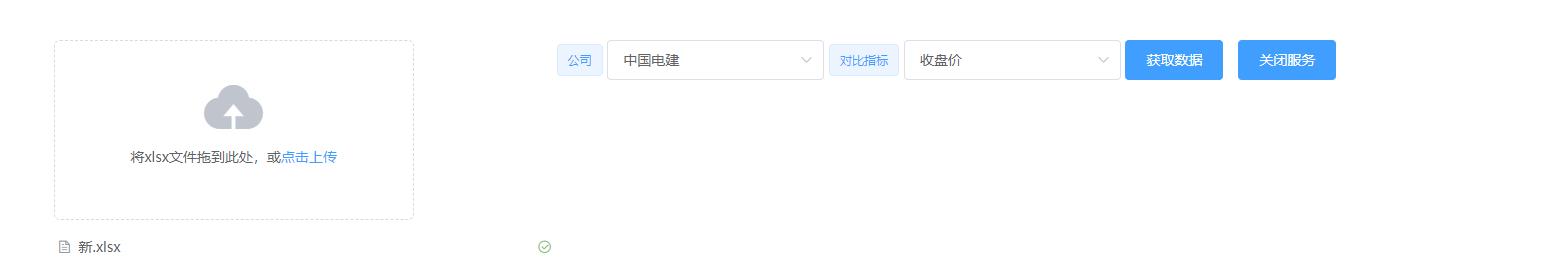 公司
中国电建
对比指标
收盘价
获取数据
关闭服务
将xlsx文件拖到此处，或点击上传
新.xlsx